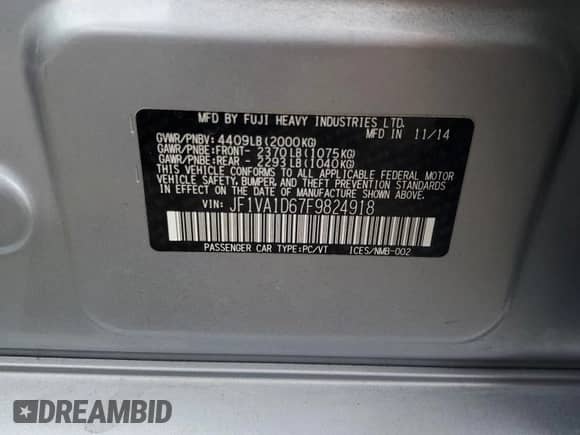 MFD BY FUJI HEAVY INDUSTRIES LTD.
MFD IN 11/14
GVWR/PNBV: 4409LB(2000KG)
GAWR/PNBE:FRONT- 2370LB(1075KG)
GAWR/PNBE:REAR - 2293LB(1040KG)
THIS VEHICLE CONFORMS TO ALL APPLICABLE FEDERAL MOTOR
VEHICLE SAFETY, BUMPER, AND THEFT PREVENTION STANDARDS
IN EFFECT ON THE DATE OF MANUFACTURE SHOWN ABOVE.
VIN: JF1VA1D67F9824918
PASSENGER CAR TYPE:PC/VT ICES/NMB-002
DREAMBID